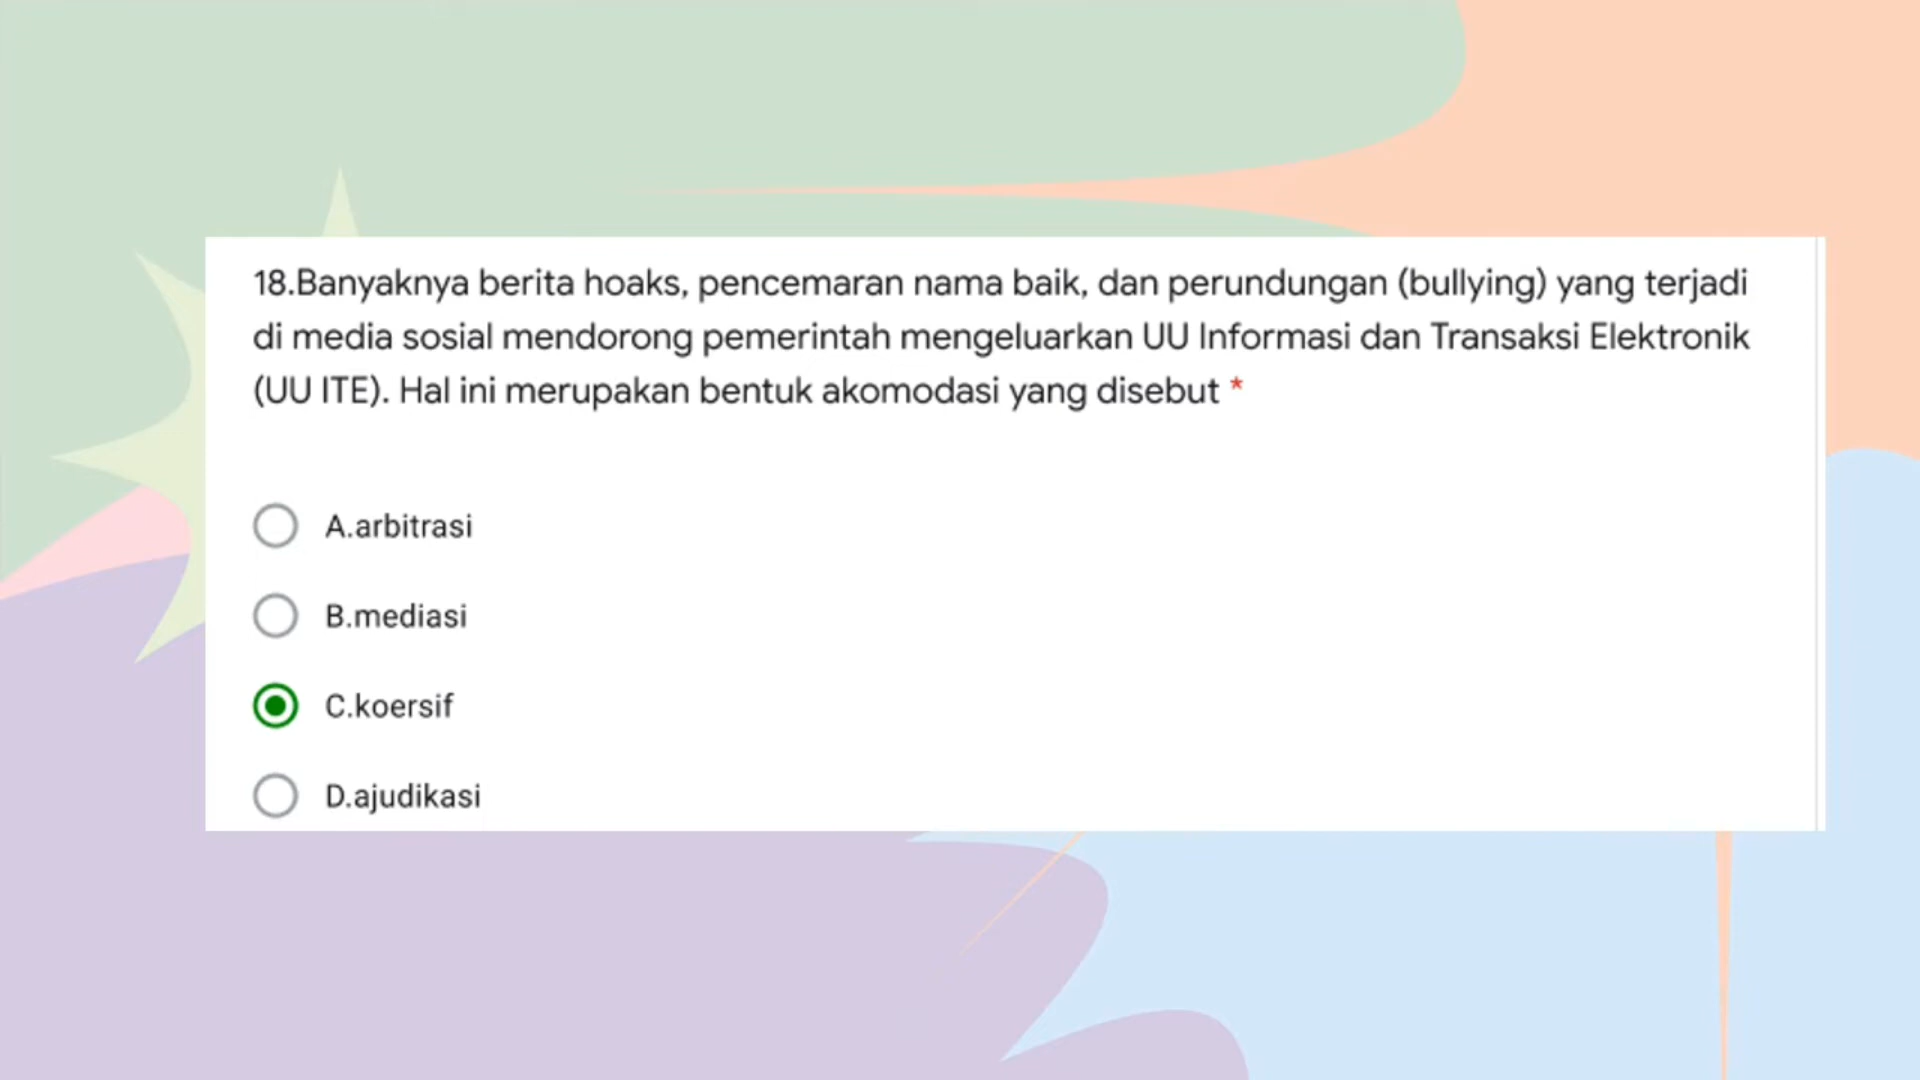 18.Banyaknya berita hoaks, pencemaran nama baik, dan perundungan (bullying) yang terjadi
di media sosial mendorong pemerintah mengeluarkan UU Informasi dan Transaksi Elektronik
(UU ITE). Hal ini merupakan bentuk akomodasi yang disebut *
A.arbitrasi
B.mediasi
C.koersif
D.ajudikasi